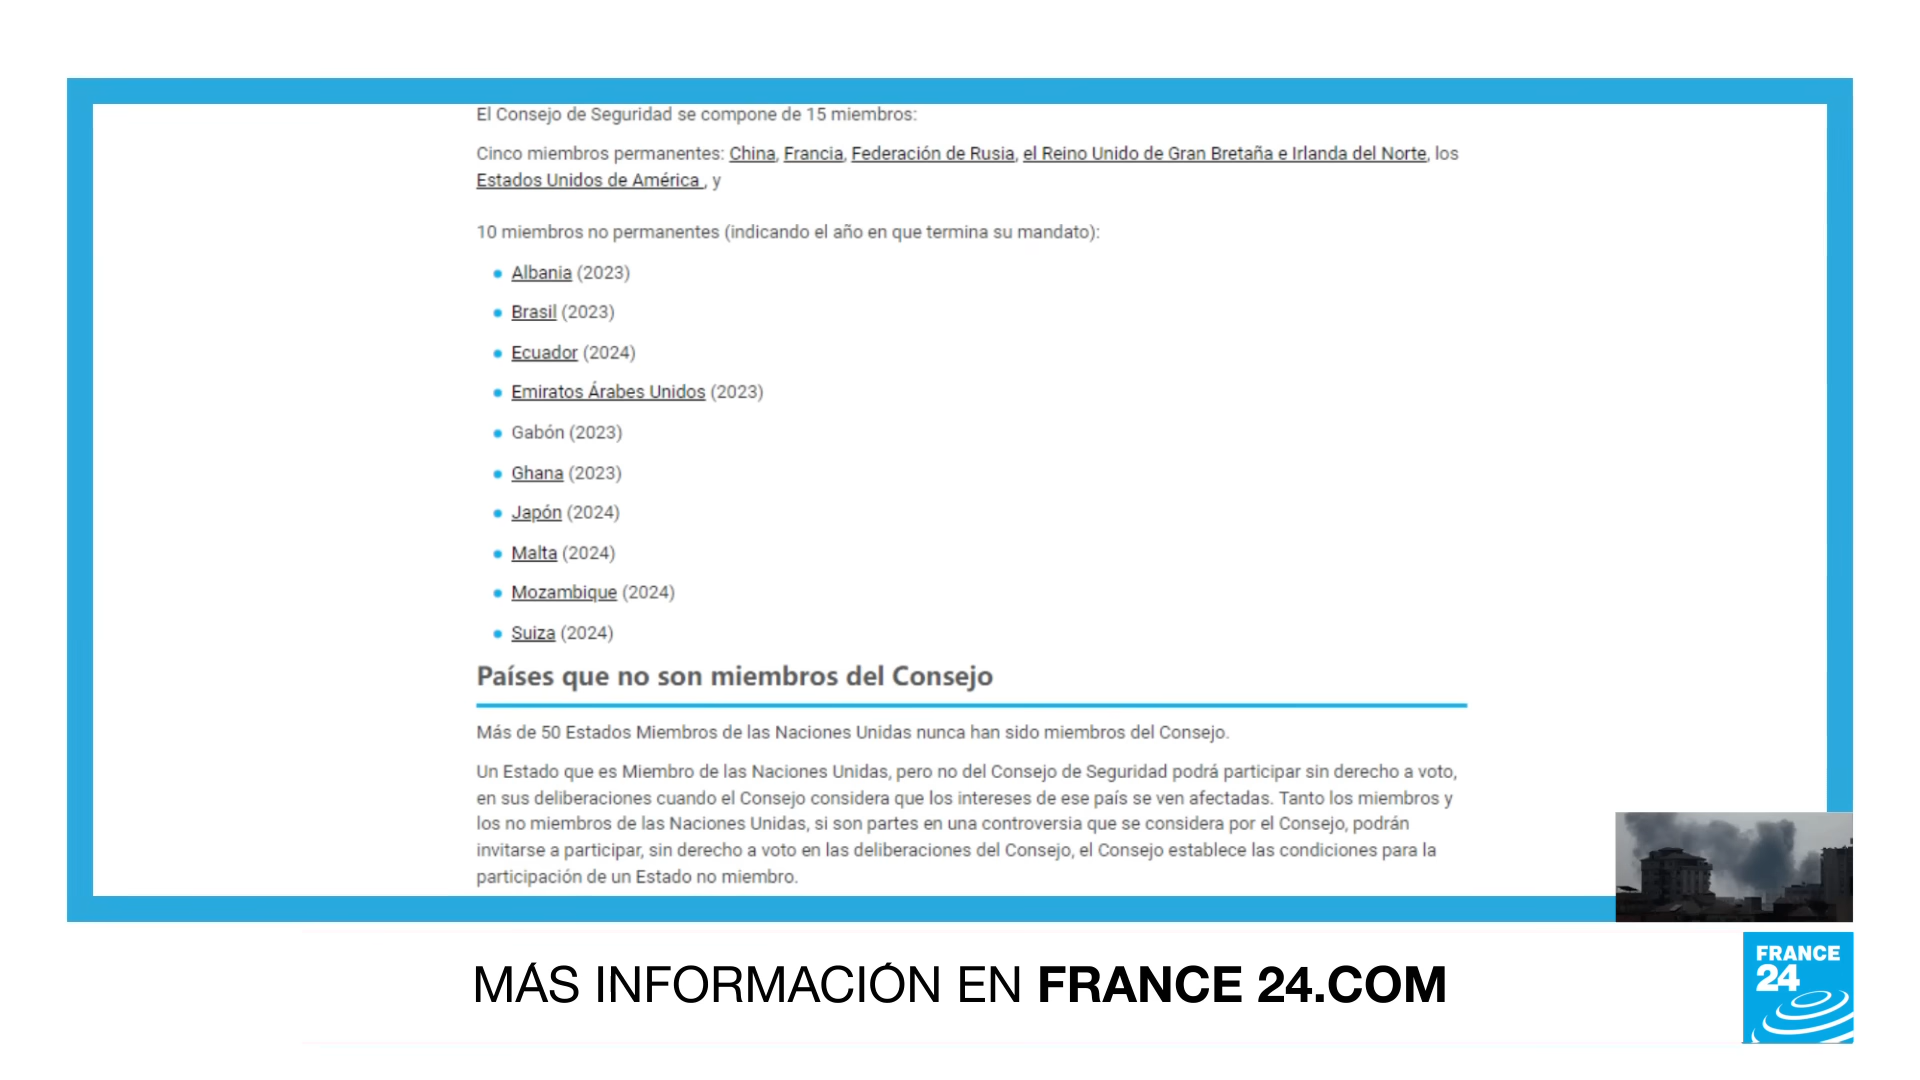 El Consejo de Seguridad se compone de 15 miembros:
Cinco miembros permanentes: China, Francia, Federación de Rusia, el Reino Unido de Gran Bretaña e Irlanda del Norte, los
Estados Unidos de América , y
10 miembros no permanentes (indicando el año en que termina su mandato):
Albania (2023)
Brasil (2023)
Ecuador (2024)
Emiratos Árabes Unidos (2023)
Gabón (2023)
Ghana (2023)
Japón (2024)
Malta (2024)
Mozambique (2024)
Suiza (2024)
Países que no son miembros del Consejo
Más de 50 Estados Miembros de las Naciones Unidas nunca han sido miembros del Consejo.
Un Estado que es Miembro de las Naciones Unidas, pero no del Consejo de Seguridad podrá participar sin derecho a voto,
en sus deliberaciones cuando el Consejo considera que los intereses de ese país se ven afectadas. Tanto los miembros y
los no miembros de las Naciones Unidas, si son partes en una controversia que se considera por el Consejo, podrán
invitarse a participar, sin derecho a voto en las deliberaciones del Consejo, el Consejo establece las condiciones para la
participación de un Estado no miembro.
MÁS INFORMACIÓN EN FRANCE 24.COM
FRANCE
24